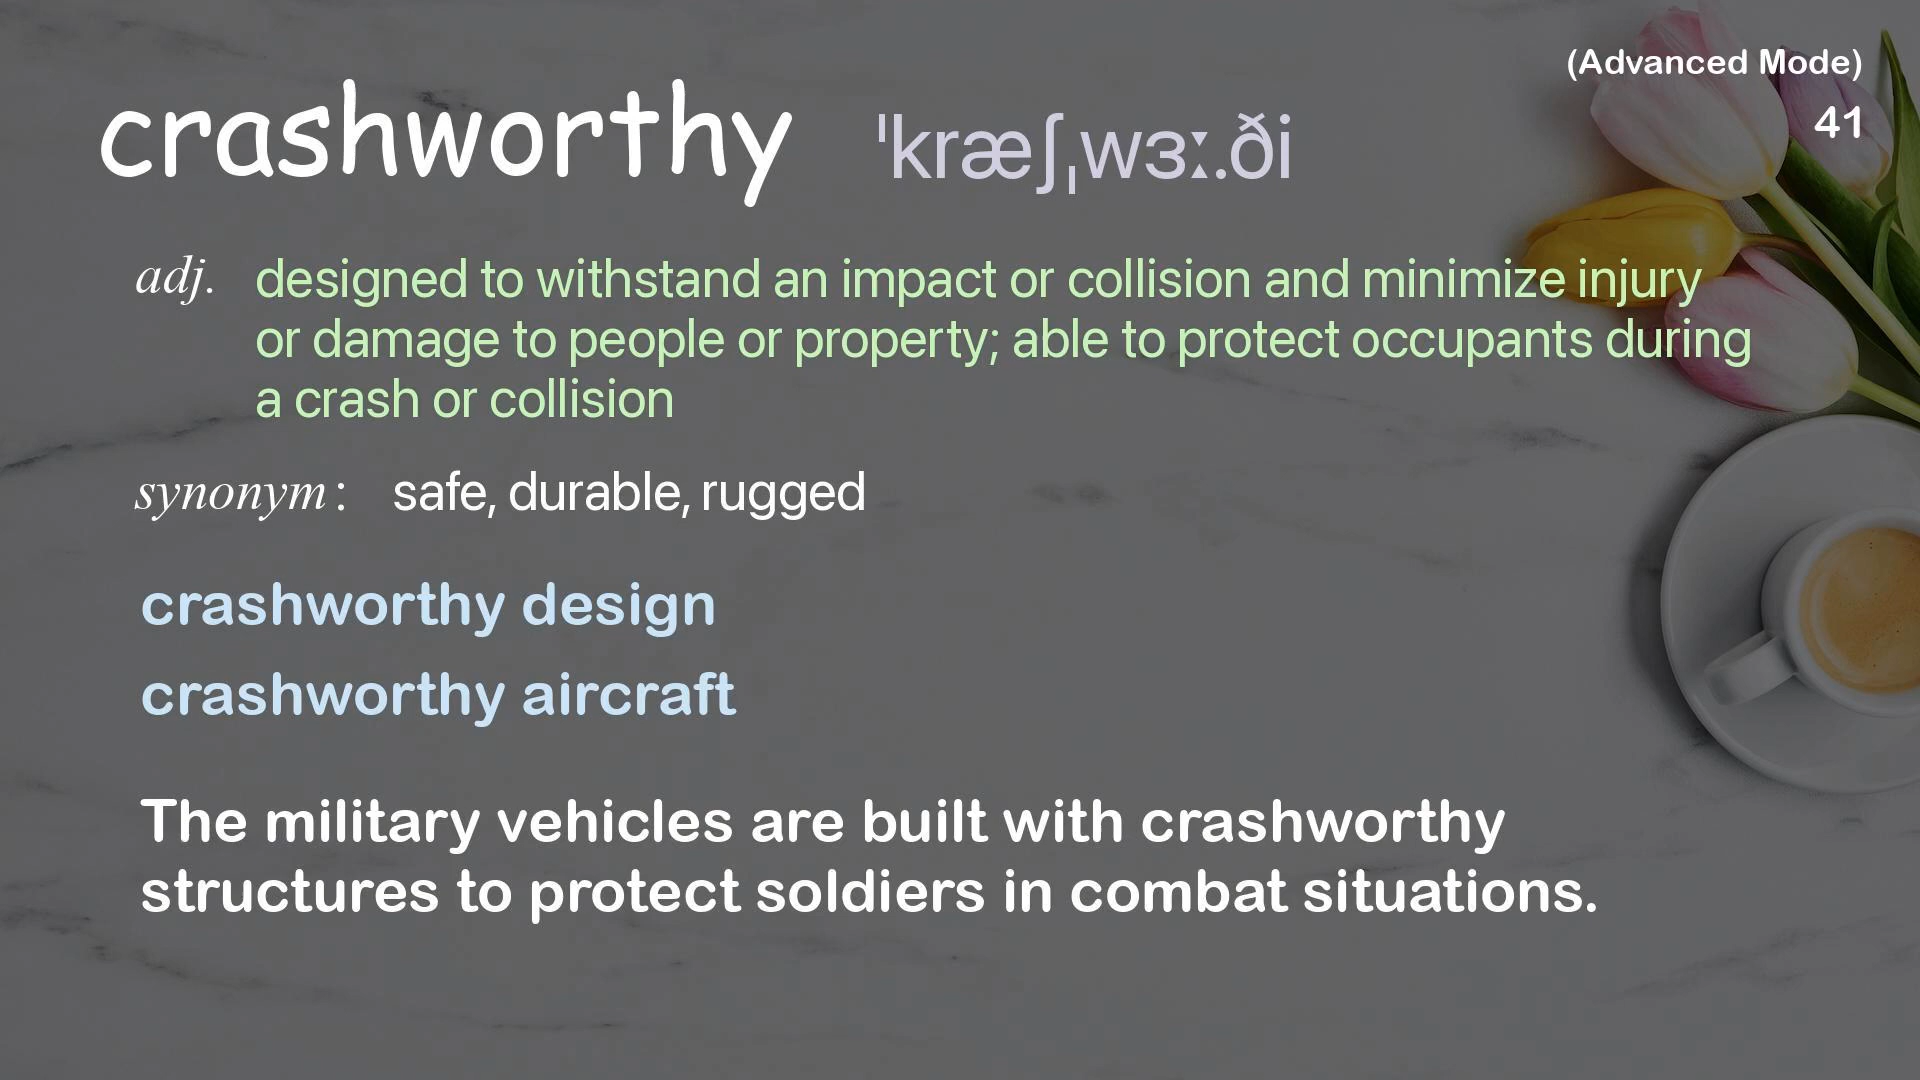 (Advanced Mode)
41
crashworthy ˈkræʃˌwɜː.ði
adj. designed to withstand an impact or collision and minimize injury
or damage to people or property; able to protect occupants during
a crash or collision
synonym : safe, durable, rugged
crashworthy design
crashworthy aircraft
The military vehicles are built with crashworthy
structures to protect soldiers in combat situations.